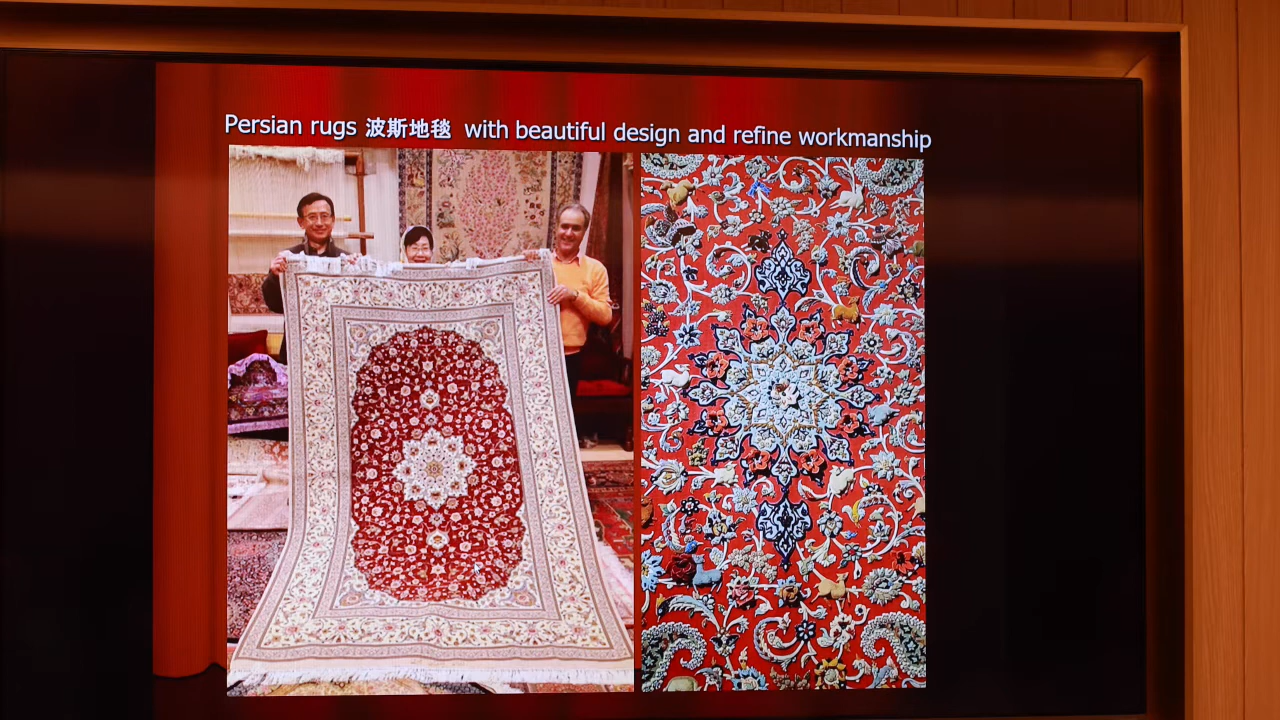 Persian rugs 波斯地毯 with beautiful design and refine workmanship